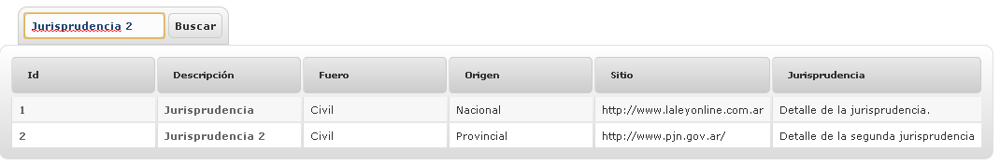 Jurisprudencia 2 Buscar
Id Descripción Fuero Origen Sitio Jurisprudencia
1 Jurisprudencia Civil Nacional http://www.laleyonline.com.ar Detalle de la jurisprudencia.
2 Jurisprudencia 2 Civil Provincial http://www.pjn.gov.ar/ Detalle de la segunda jurisprudencia